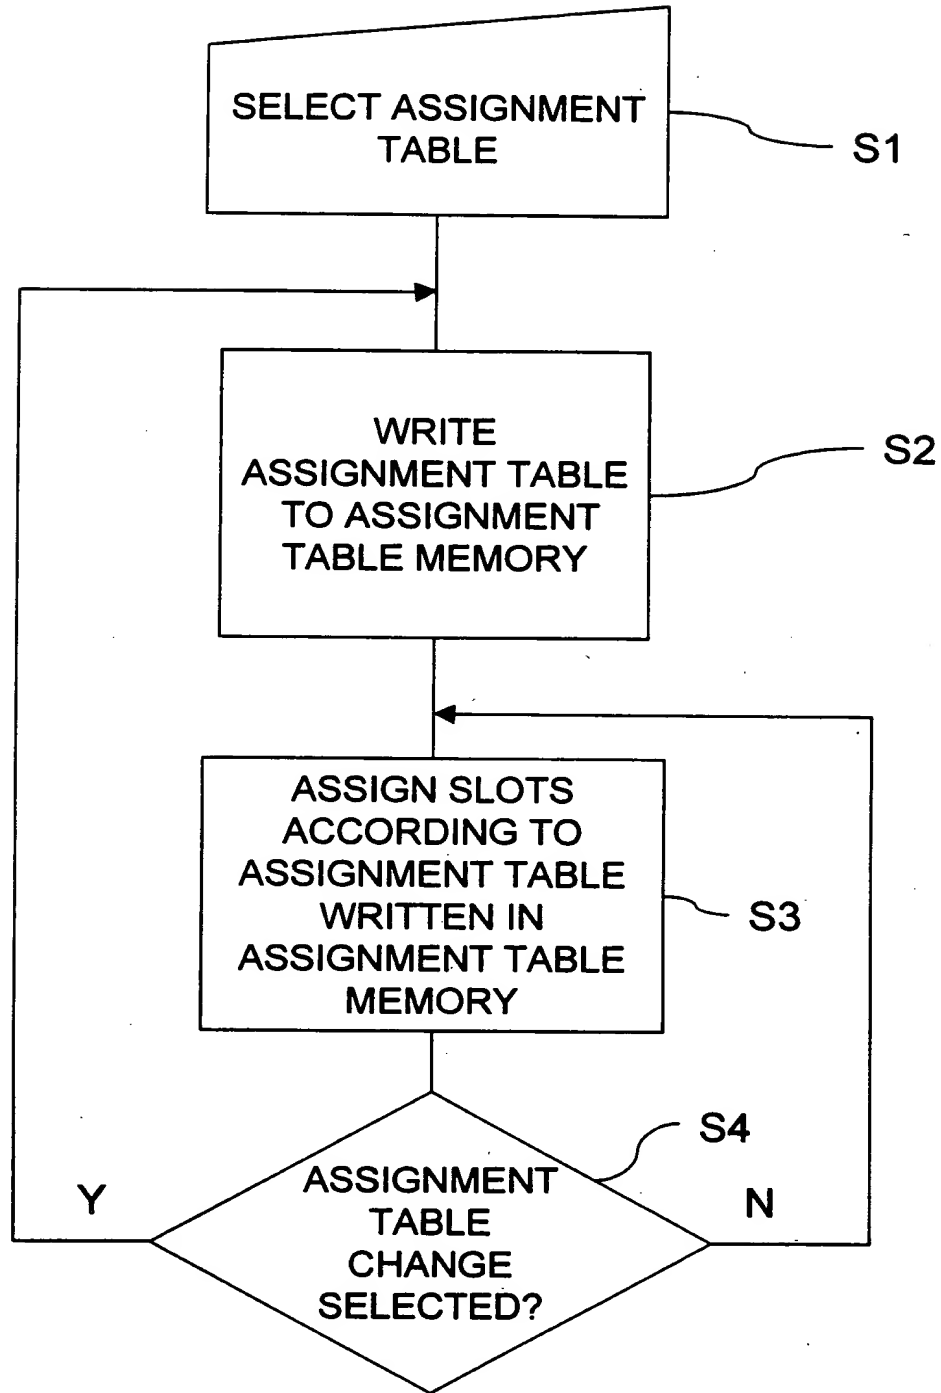 SELECT ASSIGNMENT
TABLE
S1
WRITE
ASSIGNMENT TABLE
TO ASSIGNMENT
TABLE MEMORY
S2
ASSIGN SLOTS
ACCORDING TO
ASSIGNMENT TABLE
WRITTEN IN
ASSIGNMENT TABLE
MEMORY
S3
S4
ASSIGNMENT
TABLE
CHANGE
SELECTED?
Y
N